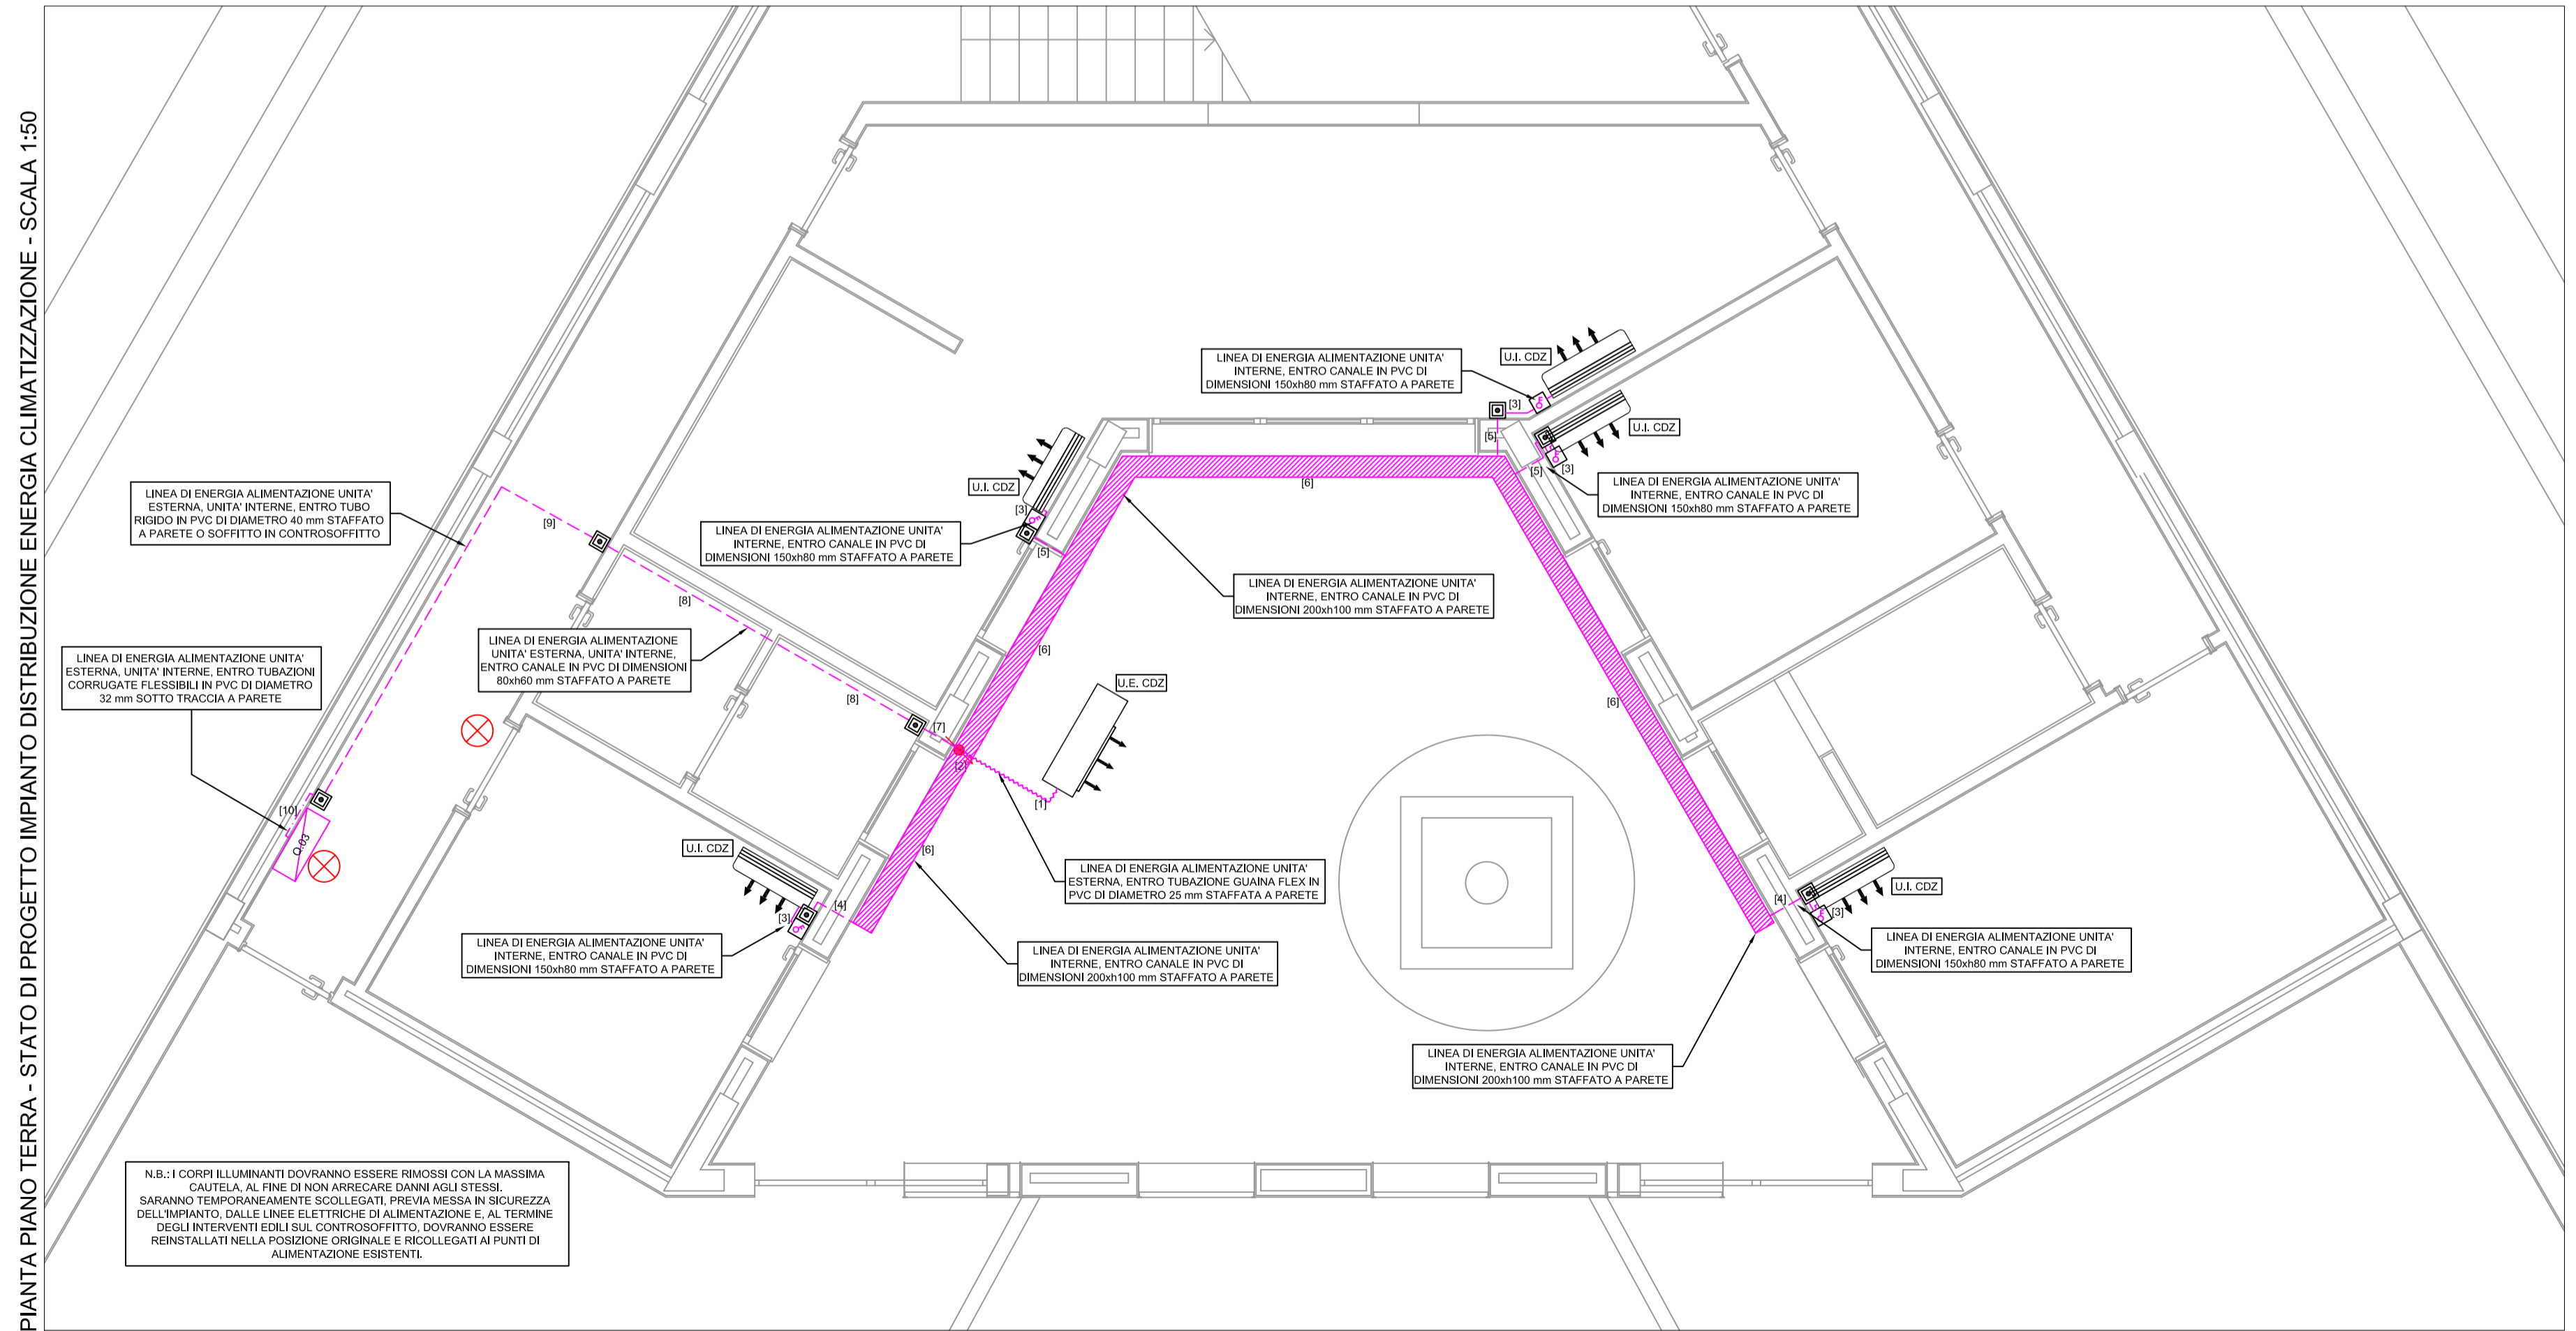 PIANTA PIANO TERRA - STATO DI PROGETTO IMPIANTO DISTRIBUZIONE ENERGIA CLIMATIZZAZIONE - SCALA 1:50
LINEA DI ENERGIA ALIMENTAZIONE UNITA'
INTERNE, ENTRO CANALE IN PVC DI
DIMENSIONI 150xh80 mm STAFFATO A PARETE
U.I. CDZ
[3]
U.I. CDZ
[5]
[5]
[3]
LINEA DI ENERGIA ALIMENTAZIONE UNITA'
INTERNE, ENTRO CANALE IN PVC DI
DIMENSIONI 150xh80 mm STAFFATO A PARETE
[6]
U.I. CDZ
[3]
LINEA DI ENERGIA ALIMENTAZIONE UNITA'
INTERNE, ENTRO CANALE IN PVC DI
DIMENSIONI 150xh80 mm STAFFATO A PARETE
[5]
LINEA DI ENERGIA ALIMENTAZIONE UNITA'
ESTERNA, UNITA' INTERNE, ENTRO TUBO
RIGIDO IN PVC DI DIAMETRO 40 mm STAFFATO
A PARETE O SOFFITTO IN CONTROSOFFITTO
[9]
[8]
LINEA DI ENERGIA ALIMENTAZIONE UNITA'
INTERNE, ENTRO CANALE IN PVC DI
DIMENSIONI 200xh100 mm STAFFATO A PARETE
LINEA DI ENERGIA ALIMENTAZIONE
UNITA' ESTERNA, UNITA' INTERNE,
ENTRO CANALE IN PVC DI DIMENSIONI
80xh60 mm STAFFATO A PARETE
LINEA DI ENERGIA ALIMENTAZIONE UNITA'
ESTERNA, UNITA' INTERNE, ENTRO TUBAZIONI
CORRUGATE FLESSIBILI IN PVC DI DIAMETRO
32 mm SOTTO TRACCIA A PARETE
[6]
U.E. CDZ
[8]
[7]
[6]
[2]
[1]
[10]
Q.03
U.I. CDZ
[6]
LINEA DI ENERGIA ALIMENTAZIONE UNITA'
ESTERNA, ENTRO TUBAZIONE GUAINA FLEX IN
PVC DI DIAMETRO 25 mm STAFFATA A PARETE
U.I. CDZ
[4]
[3]
[4]
[3]
LINEA DI ENERGIA ALIMENTAZIONE UNITA'
INTERNE, ENTRO CANALE IN PVC DI
DIMENSIONI 150xh80 mm STAFFATO A PARETE
LINEA DI ENERGIA ALIMENTAZIONE UNITA'
INTERNE, ENTRO CANALE IN PVC DI
DIMENSIONI 200xh100 mm STAFFATO A PARETE
LINEA DI ENERGIA ALIMENTAZIONE UNITA'
INTERNE, ENTRO CANALE IN PVC DI
DIMENSIONI 150xh80 mm STAFFATO A PARETE
LINEA DI ENERGIA ALIMENTAZIONE UNITA'
INTERNE, ENTRO CANALE IN PVC DI
DIMENSIONI 200xh100 mm STAFFATO A PARETE
N.B.: I CORPI ILLUMINANTI DOVRANNO ESSERE RIMOSSI CON LA MASSIMA
CAUTELA, AL FINE DI NON ARRECARE DANNI AGLI STESSI.
SARANNO TEMPORANEAMENTE SCOLLEGATI, PREVIA MESSA IN SICUREZZA
DELL'IMPIANTO, DALLE LINEE ELETTRICHE DI ALIMENTAZIONE E, AL TERMINE
DEGLI INTERVENTI EDILI SUL CONTROSOFFITTO, DOVRANNO ESSERE
REINSTALLATI NELLA POSIZIONE ORIGINALE E RICOLLEGATI AI PUNTI DI
ALIMENTAZIONE ESISTENTI.